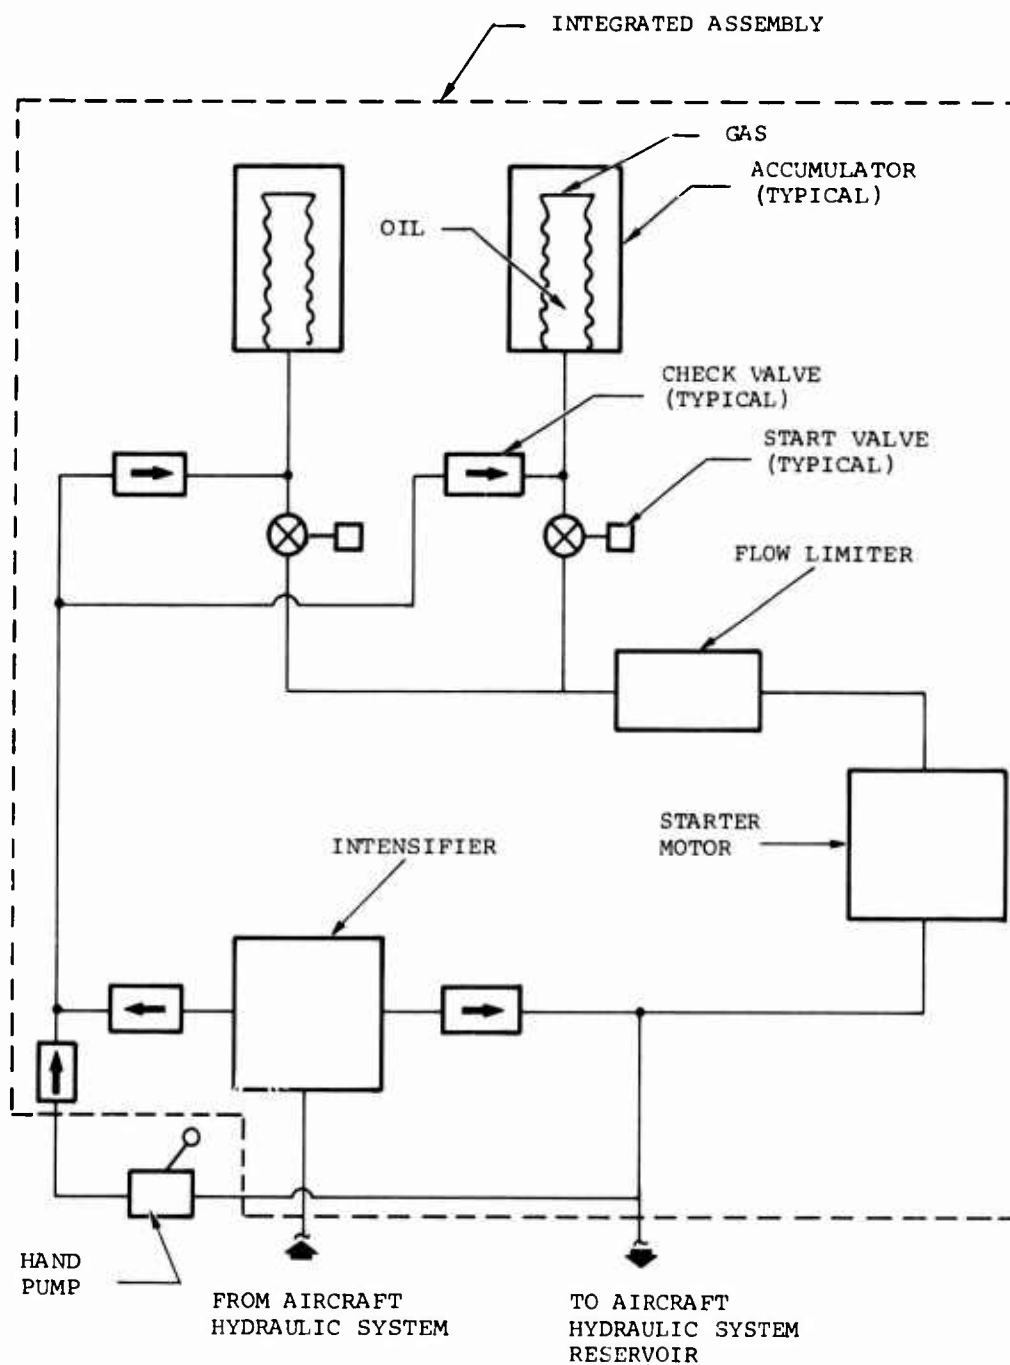 INTEGRATED ASSEMBLY
GAS
ACCUMULATOR
(TYPICAL)
OIL
CHECK VALVE
(TYPICAL)
START VALVE
(TYPICAL)
FLOW LIMITER
STARTER
MOTOR
INTENSIFIER
HAND
PUMP
FROM AIRCRAFT
HYDRAULIC SYSTEM
TO AIRCRAFT
HYDRAULIC SYSTEM
RESERVOIR